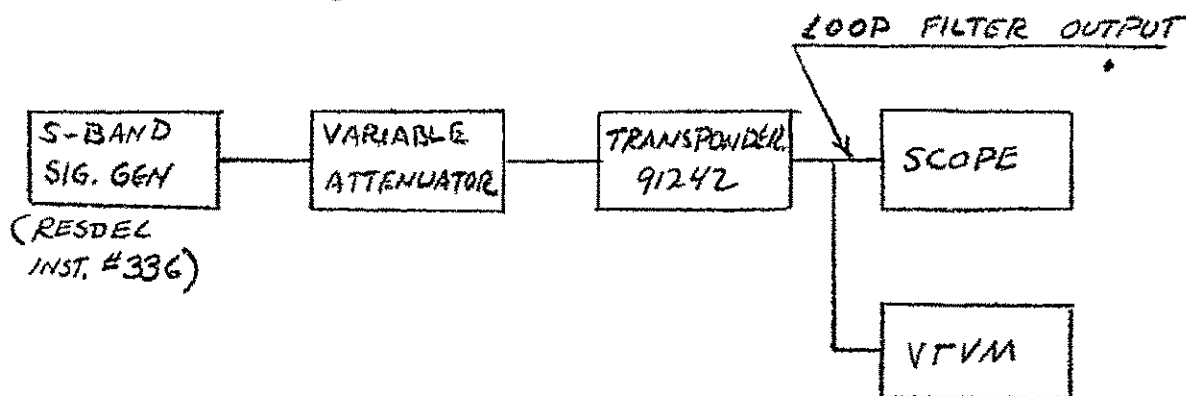 LOOP FILTER OUTPUT
S-BAND
SIG. GEN
(RESDEL
INST. #336)
VARIABLE
ATTENUATOR
TRANSPONDER
91242
SCOPE
VTVM